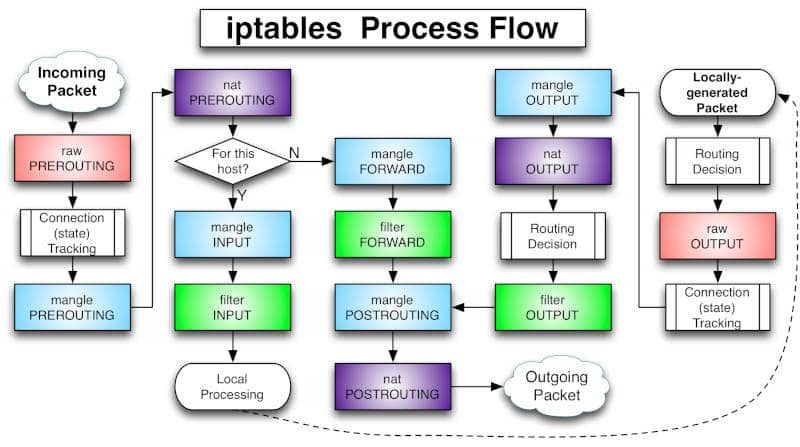 iptables Process Flow
Incoming
Packet
raw
PREROUTING
Connection
(state)
Tracking
mangle
PREROUTING
nat
PREROUTING
For this
host?
N
Y
mangle
INPUT
filter
INPUT
Local
Processing
mangle
FORWARD
filter
FORWARD
mangle
POSTROUTING
nat
POSTROUTING
mangle
OUTPUT
nat
OUTPUT
Routing
Decision
filter
OUTPUT
Outgoing
Packet
Locally-
generated
Packet
Routing
Decision
raw
OUTPUT
Connection
(state)
Tracking